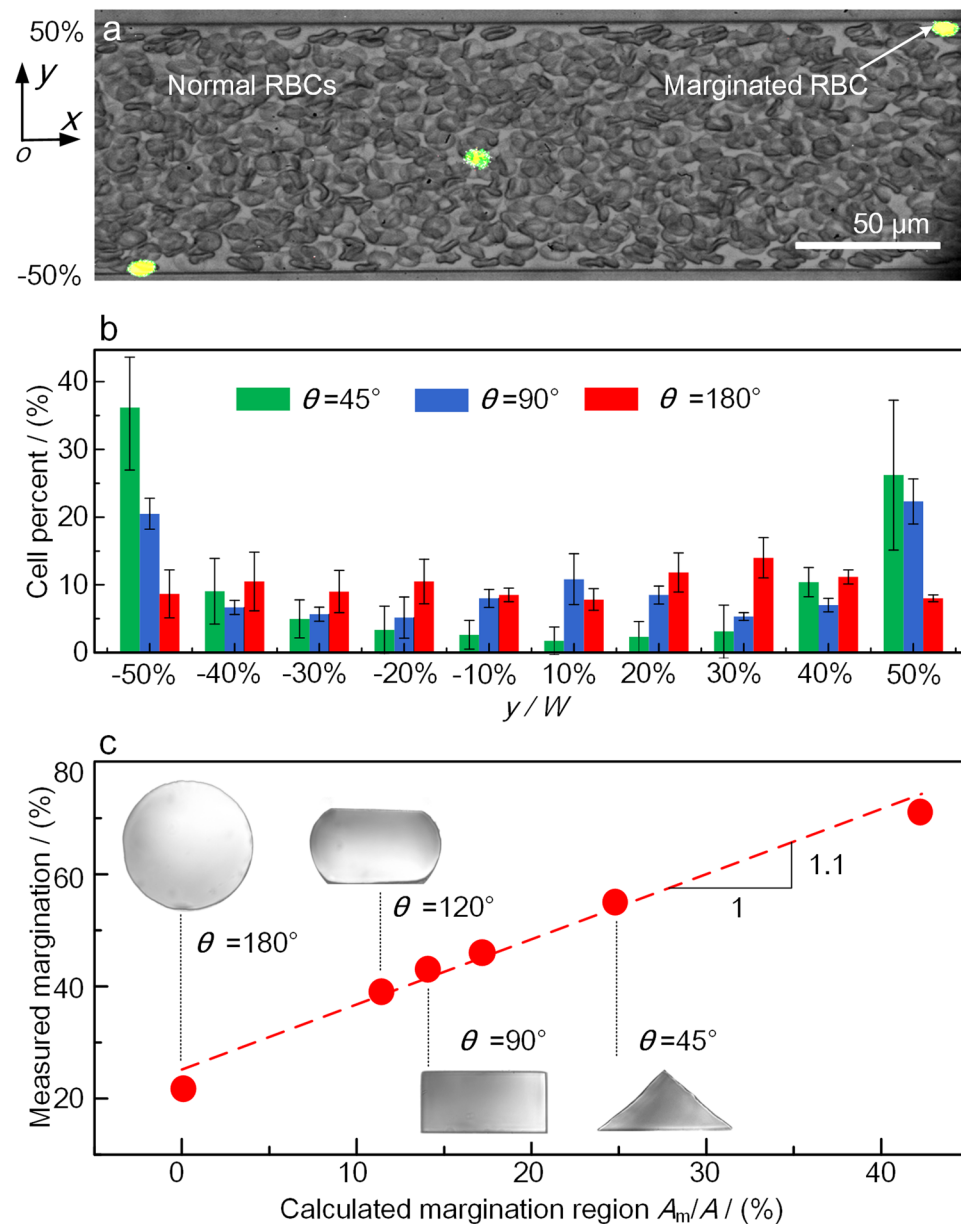 a
50%
y
x
o
-50%
Normal RBCs
Marginated RBC
50 μm
b
Cell percent / (%)
40
30
20
10
0
θ =45°
θ =90°
θ =180°
-50% -40% -30% -20% -10% 10% 20% 30% 40% 50%
y / W
c
Measured margination / (%)
80
60
40
20
θ =180°
θ =120°
θ =90°
θ =45°
1
1.1
0 10 20 30 40
Calculated margination region Am/A / (%)